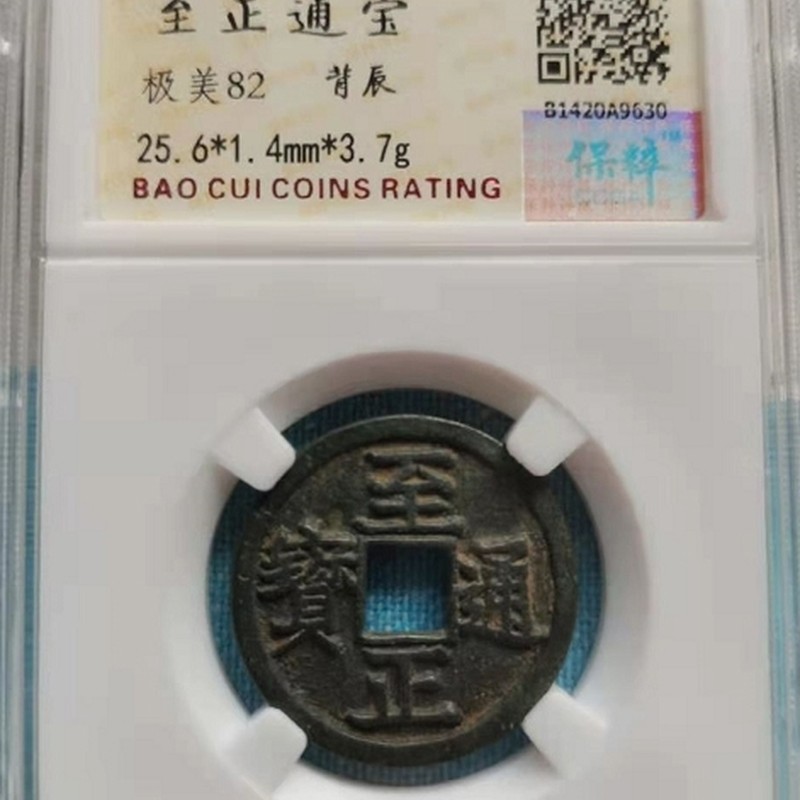 至正通宝
极美82 背辰
B1420A9630
25.6*1.4mm*3.7g
保粹
TM
BAO CUI COINS RATING
至
寶 通
正